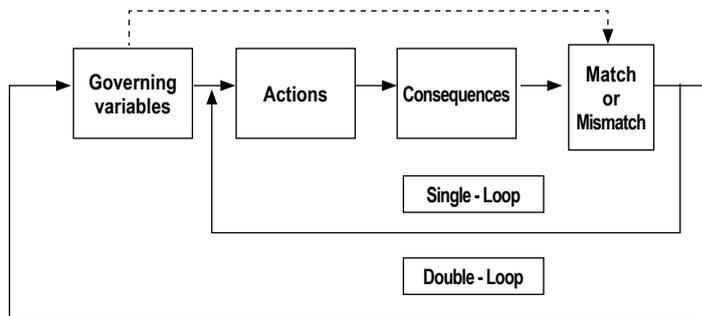 Governing
variables
Actions
Consequences
Match
or
Mismatch
Single - Loop
Double - Loop